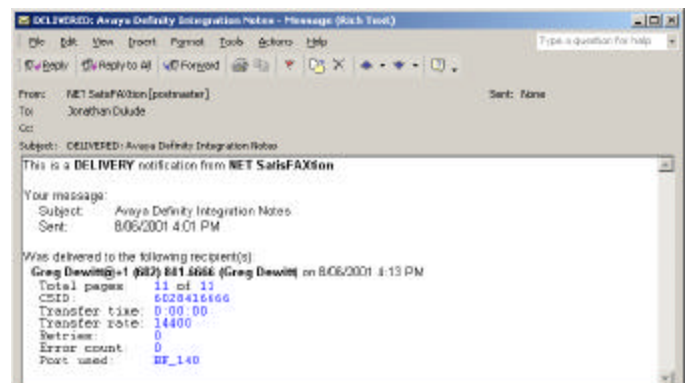 DELIVERED: Avaya Definity Integration Notes - Message (Rich Text)
File Edit View Insert Format Tools Actions Help
Type a question for help
Reply Reply to All Forward
From: NET SatisFAXtion [postmaster] Sent: None
To: Jonathan Dulude
Cc:
Subject: DELIVERED: Avaya Definity Integration Notes
This is a DELIVERY notification from NET SatisFAXtion
Your message:
Subject: Avaya Definity Integration Notes
Sent: 8/06/2001 4:01 PM
Was delivered to the following recipient(s):
Greg Dewitt@+1 (602) 841.6666 (Greg Dewitt) on 8/06/2001 4:13 PM
Total pages: 11 of 11
CSID: 6028416666
Transfer time: 0:00:00
Transfer rate: 14400
Retries: 0
Error count: 0
Port used: BF_140